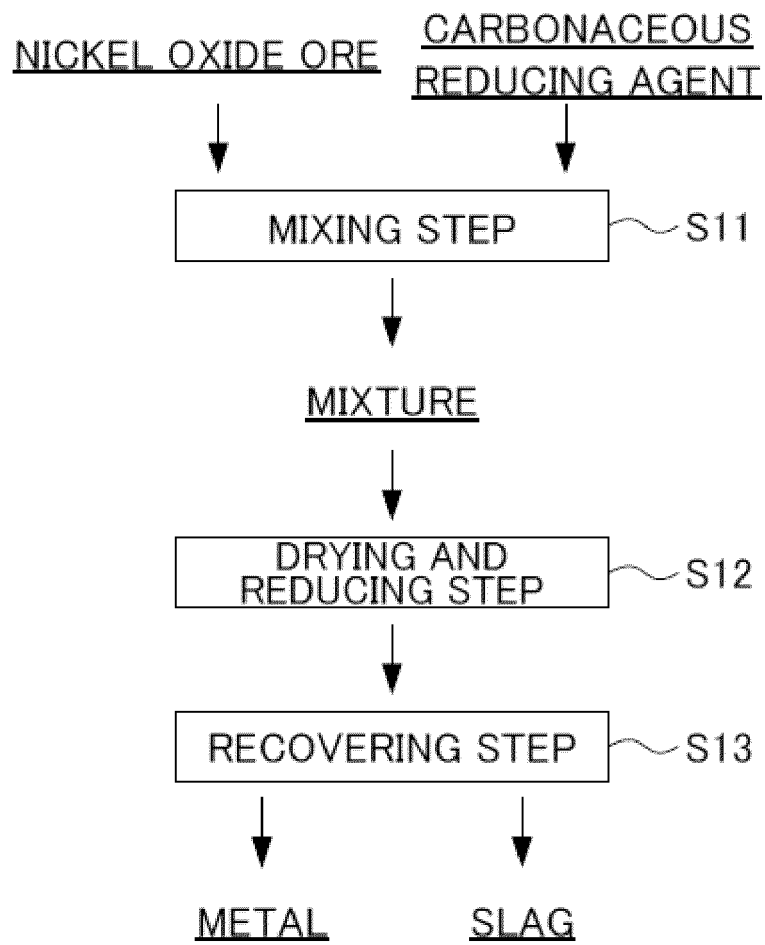 NICKEL OXIDE ORE
CARBONACEOUS
REDUCING AGENT
MIXING STEP
S11
MIXTURE
DRYING AND
REDUCING STEP
S12
RECOVERING STEP
S13
METAL
SLAG